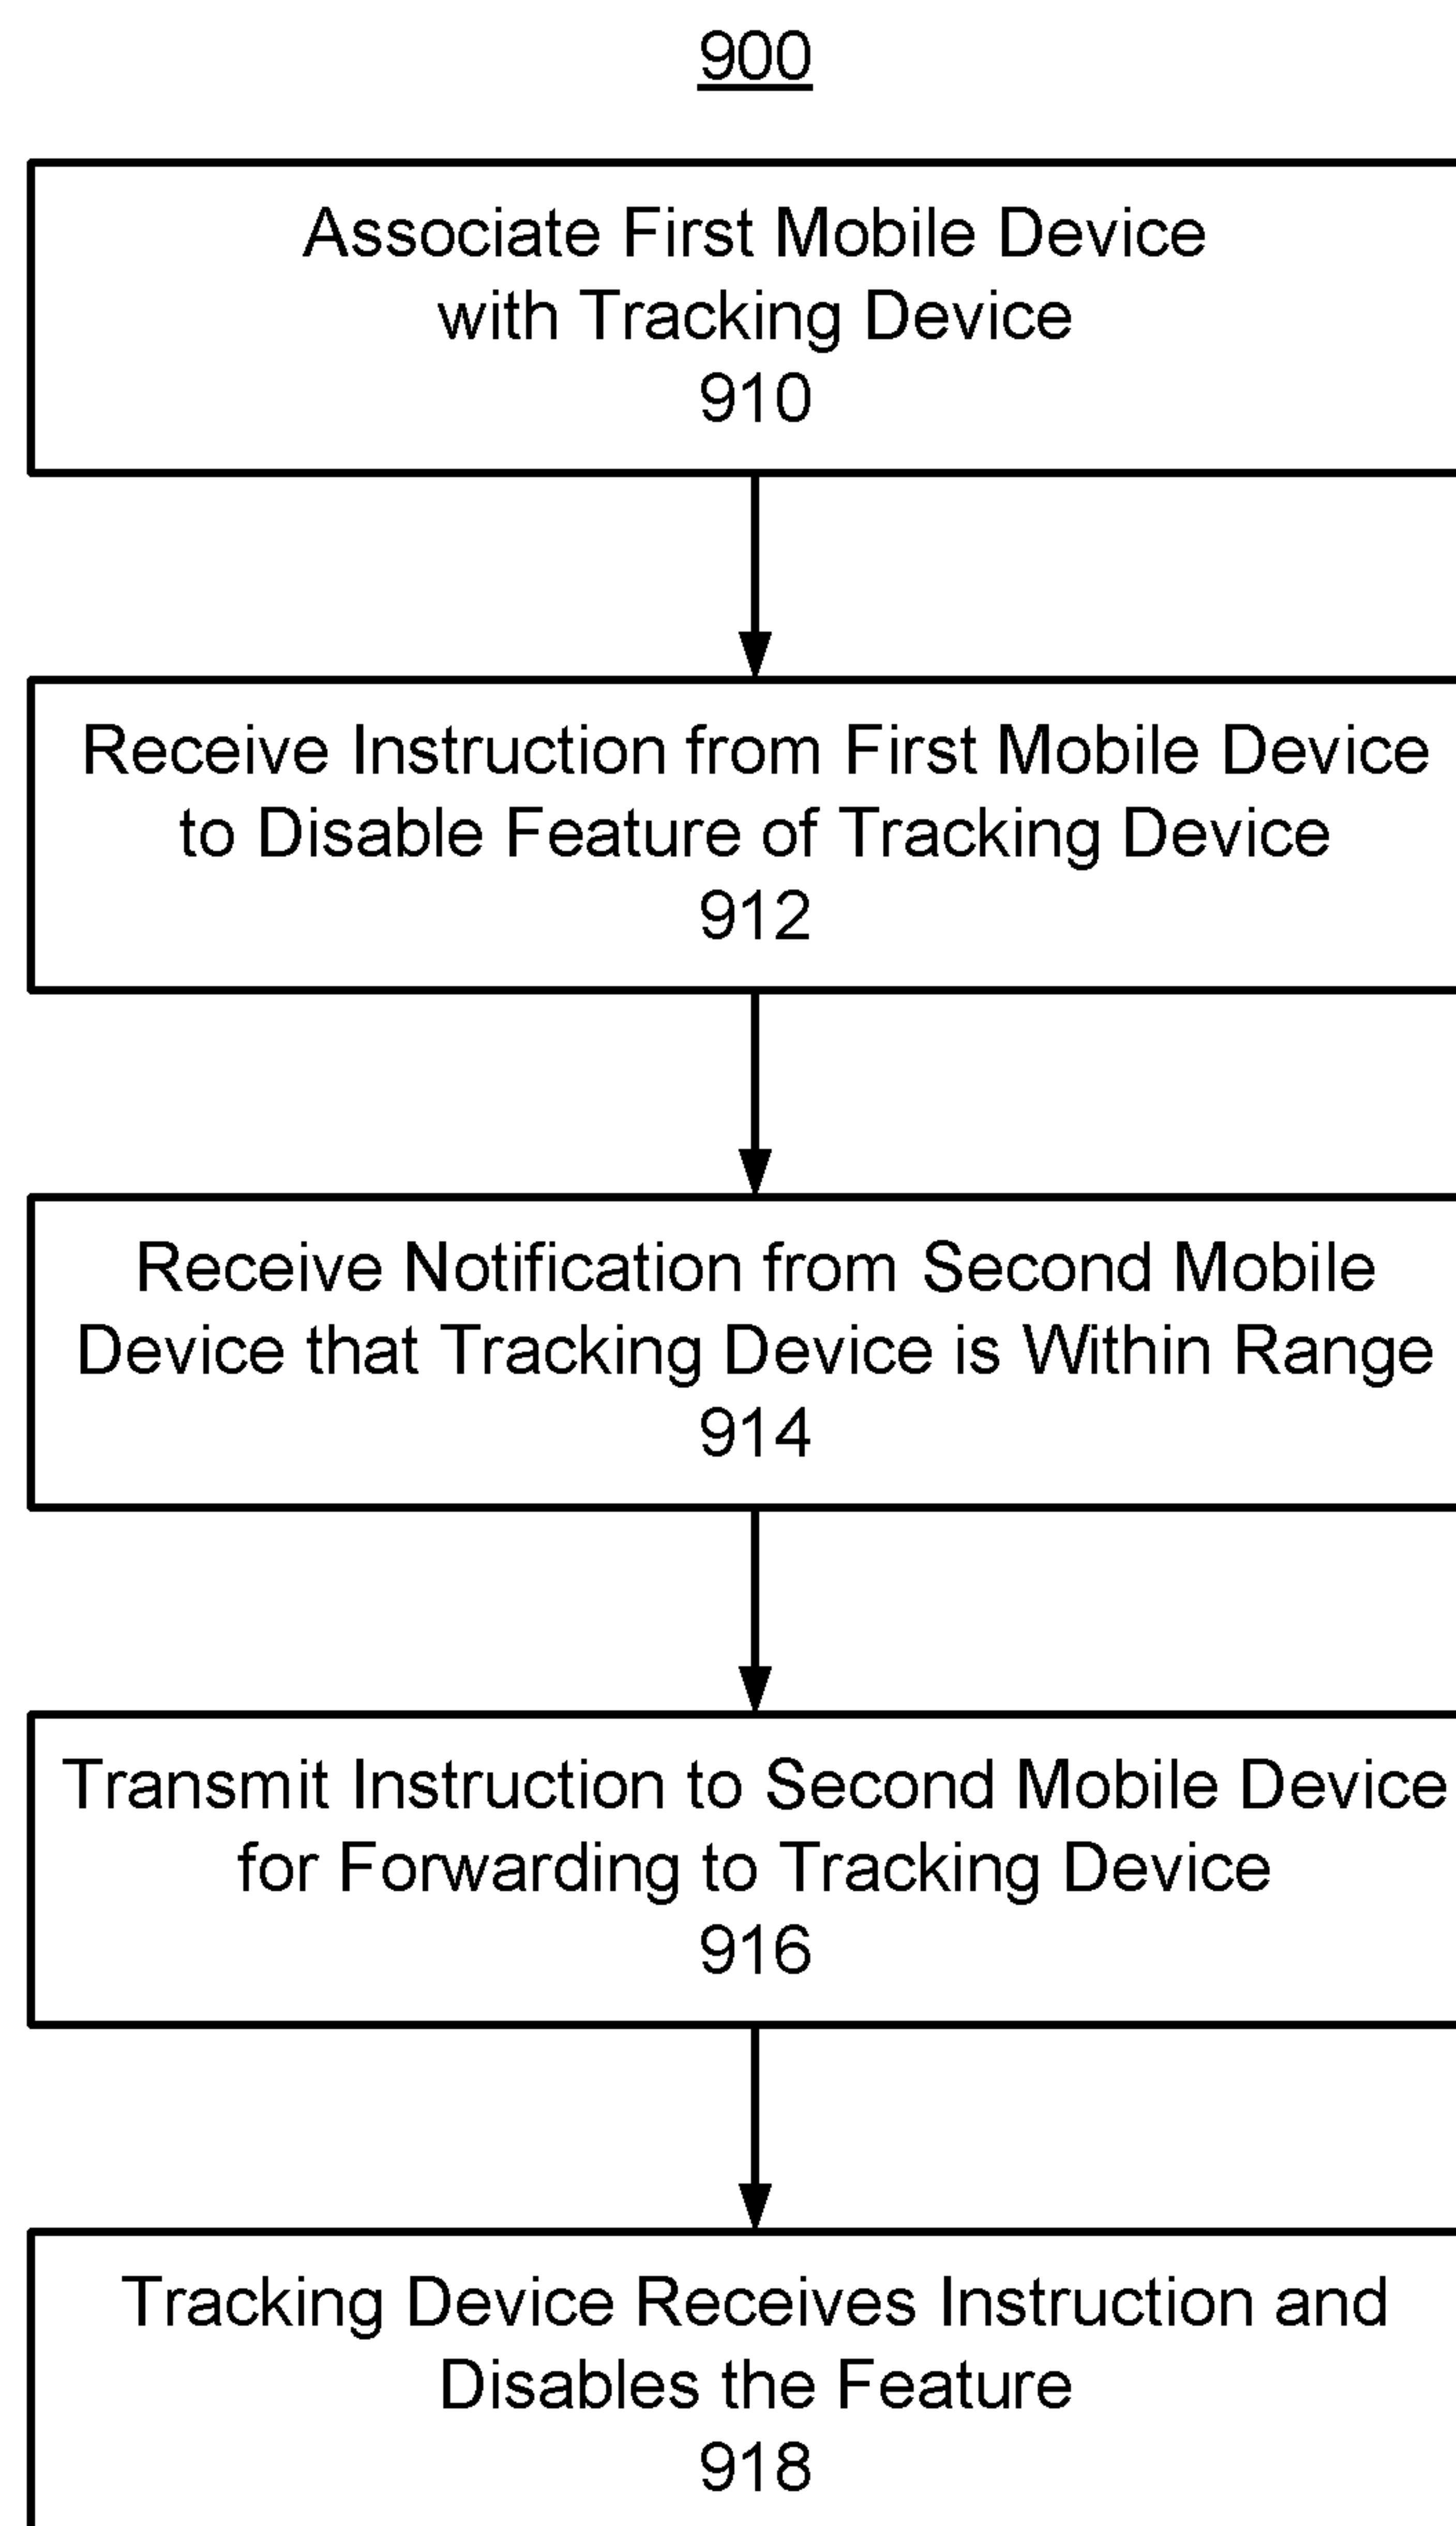 900
Associate First Mobile Device
with Tracking Device
910
Receive Instruction from First Mobile Device
to Disable Feature of Tracking Device
912
Receive Notification from Second Mobile
Device that Tracking Device is Within Range
914
Transmit Instruction to Second Mobile Device
for Forwarding to Tracking Device
916
Tracking Device Receives Instruction and
Disables the Feature
918